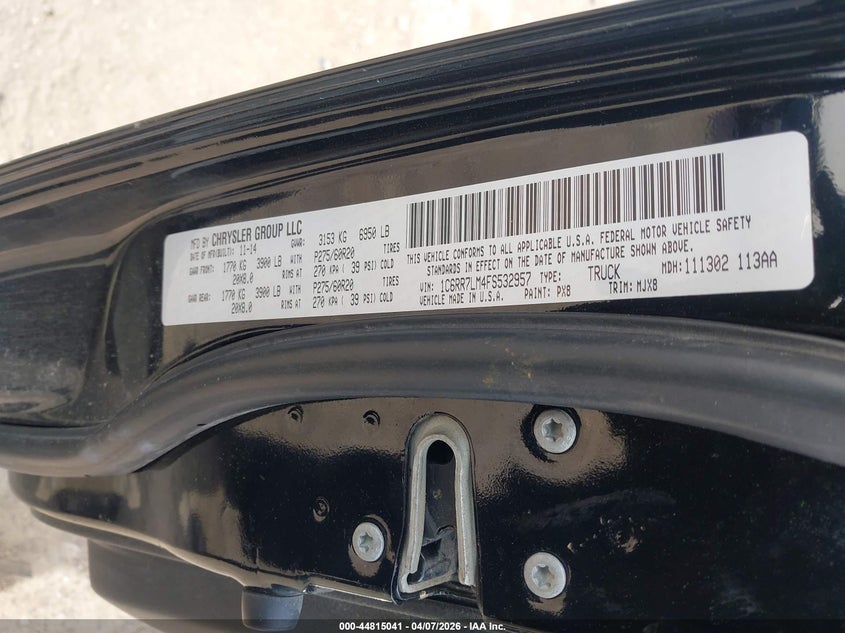 MFD BY CHRYSLER GROUP LLC
DATE OF MFR(BUILT): 11-14 GVWR: 3153 KG 6950 LB
GAWR FRONT: 1770 KG 3900 LB WITH P275/60R20 TIRES
20X8.0 RIMS AT 270 KPA ( 39 PSI) COLD
GAWR REAR: 1770 KG 3900 LB WITH P275/60R20 TIRES
20X8.0 RIMS AT 270 KPA ( 39 PSI) COLD
THIS VEHICLE CONFORMS TO ALL APPLICABLE U.S.A. FEDERAL MOTOR VEHICLE SAFETY
STANDARDS IN EFFECT ON THE DATE OF MANUFACTURE SHOWN ABOVE.
VIN: 1C6RR7LM4FS532957 TYPE: TRUCK MDH:111302 113AA
MADE IN U.S.A. PAINT: PX8 TRIM: MJX8
000-44815041 - 04/07/2026 - IAA Inc.